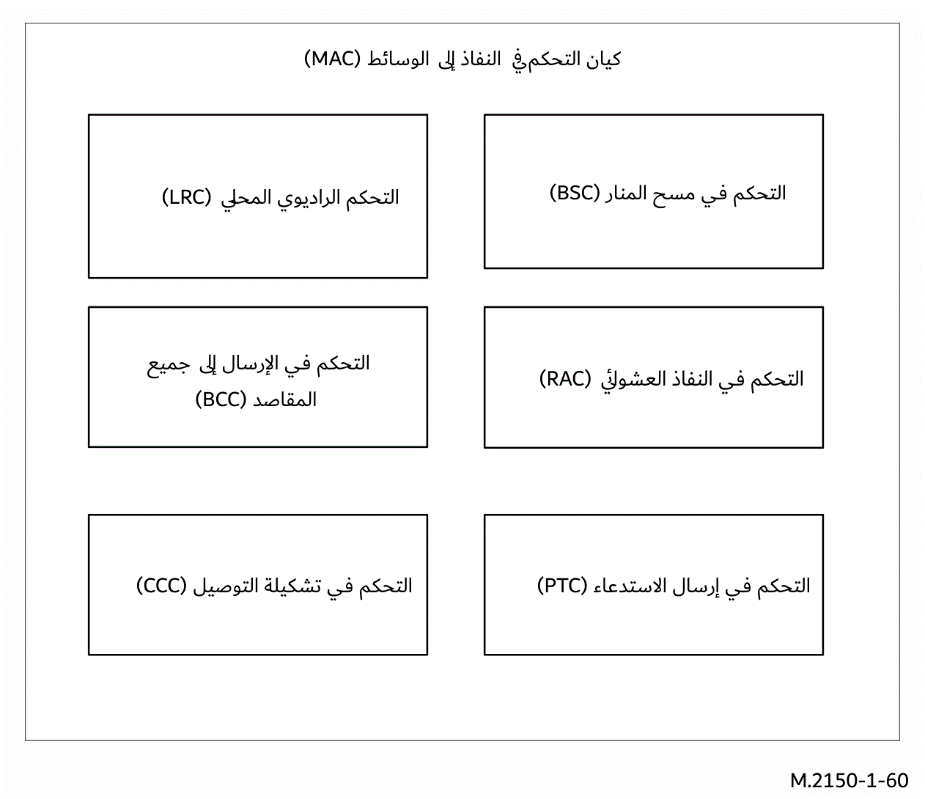 كيان التحكم في النفاذ إلى الوسائط (MAC)
التحكم في مسح المنار (BSC)
التحكم الراديوي المحلي (LRC)
التحكم في النفاذ العشوائي (RAC)
التحكم في الإرسال إلى جميع
المقاصد (BCC)
التحكم في إرسال الاستدعاء (PTC)
التحكم في تشكيلة التوصيل (CCC)
M.2150-1-60